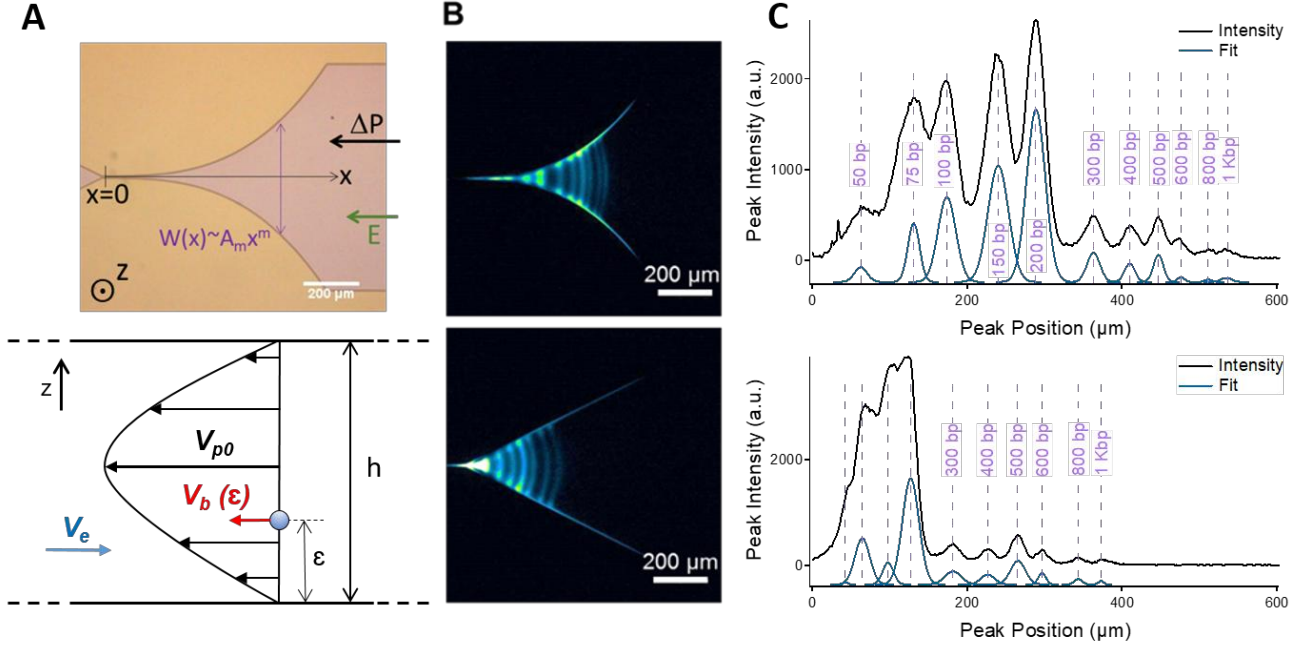 A
ΔP
x
x=0
E
W(x)~Aₘxᵐ
z
200 µm
z
Vp0
h
Vb (ε)
Ve
ε
B
200 µm
200 µm
C
Intensity
Fit
Peak Intensity (a.u.)
2000
1000
0
50 bp
75 bp
100 bp
150 bp
200 bp
300 bp
400 bp
500 bp
600 bp
800 bp
1 Kbp
0
200
400
600
Peak Position (µm)
Intensity
Fit
Peak Intensity (a.u.)
2000
0
300 bp
400 bp
500 bp
600 bp
800 bp
1 Kbp
0
200
400
600
Peak Position (µm)